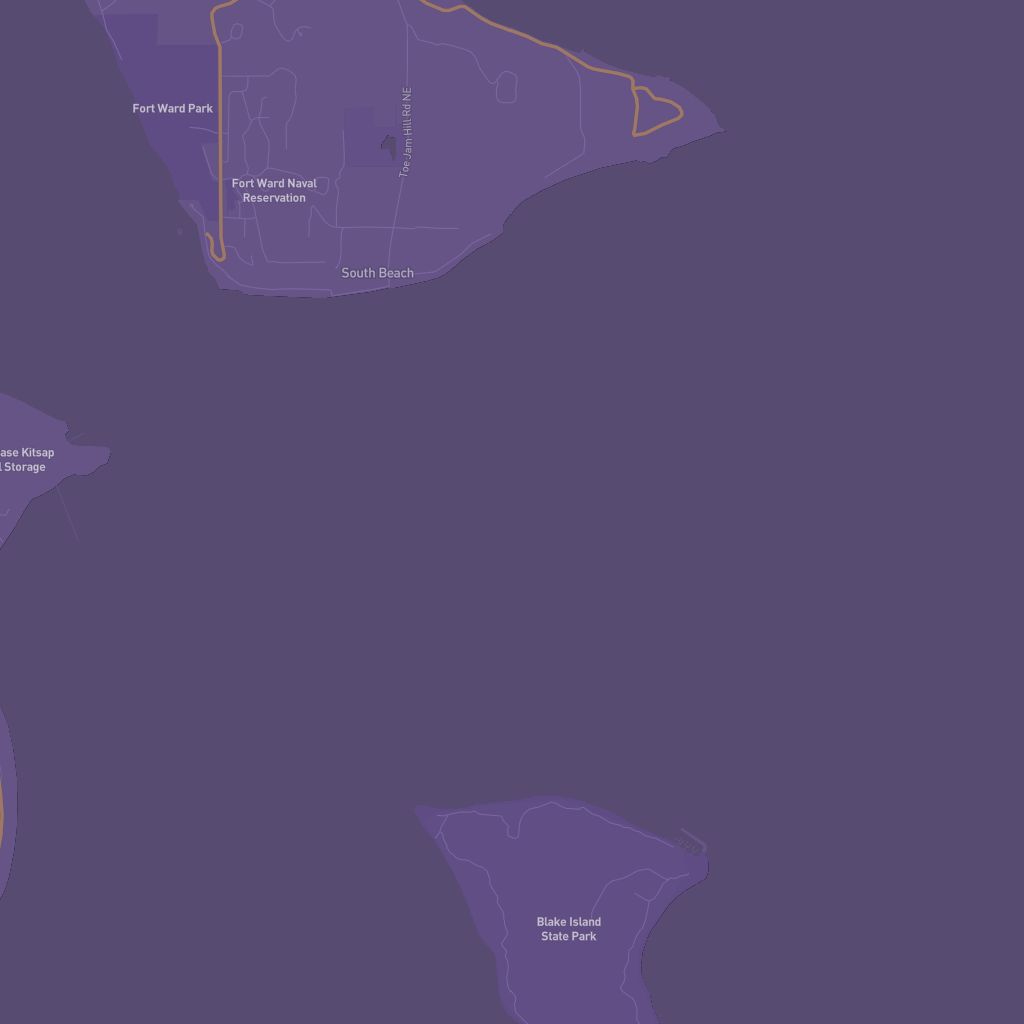 Fort Ward Park
Toe Jam Hill Rd NE
Fort Ward Naval
Reservation
South Beach
ase Kitsap
l Storage
Blake Island
State Park